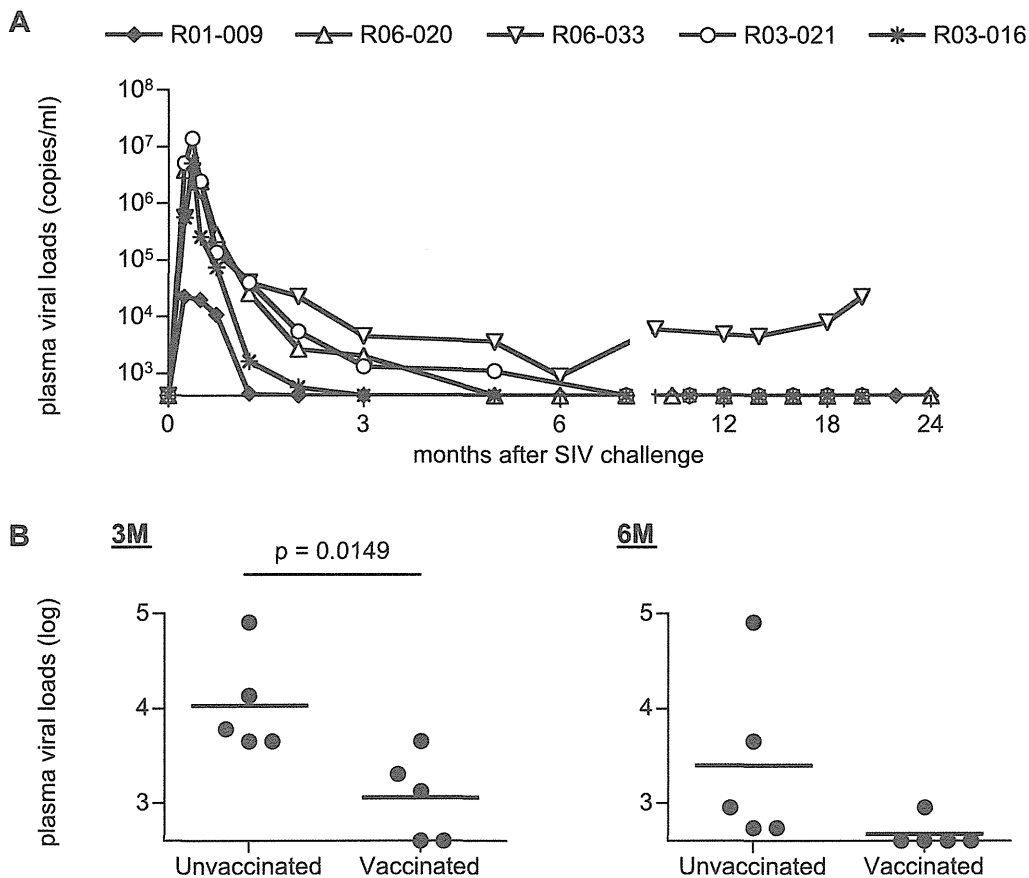 A
R01-009 R06-020 R06-033 R03-021 R03-016
plasma viral loads (copies/ml)
10⁸
10⁷
10⁶
10⁵
10⁴
10³
0 3 6 12 18 24
months after SIV challenge
B
3M
p = 0.0149
plasma viral loads (log)
5
4
3
Unvaccinated Vaccinated
6M
5
4
3
Unvaccinated Vaccinated